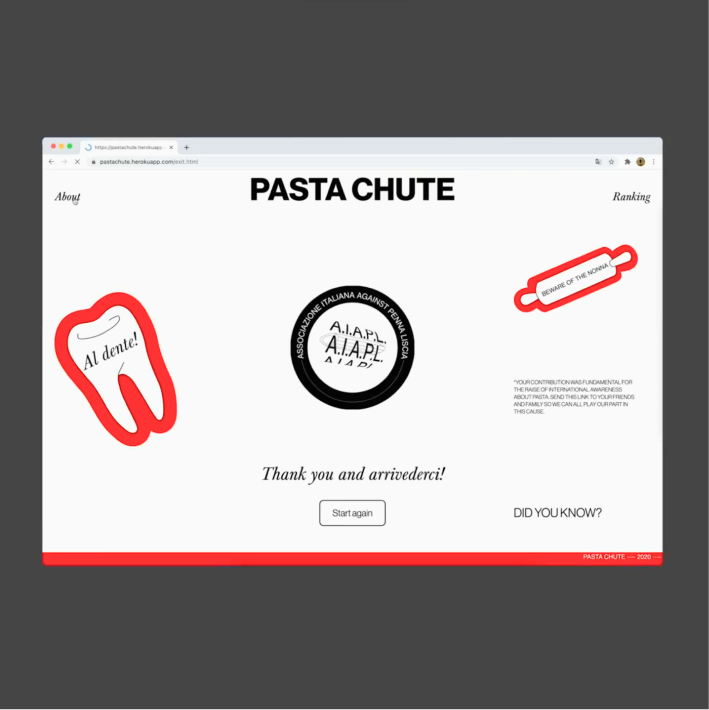 https://pastachute.herokuapp.
pastachute.herokuapp.com/exit.html
About
PASTA CHUTE
Ranking
BEWARE OF THE NONNA
Al dente!
ASSOCIAZIONE ITALIANA AGAINST PENNA LISCIA
A.I.A.P.L.
A.I.A.P.L.
A.I.A.P.L.
"YOUR CONTRIBUTION WAS FUNDAMENTAL FOR
THE RAISE OF INTERNATIONAL AWARENESS
ABOUT PASTA. SEND THIS LINK TO YOUR FRIENDS
AND FAMILY SO WE CAN ALL PLAY OUR PART IN
THIS CAUSE.
Thank you and arrivederci!
Start again
DID YOU KNOW?
PASTA CHUTE — 2020 —